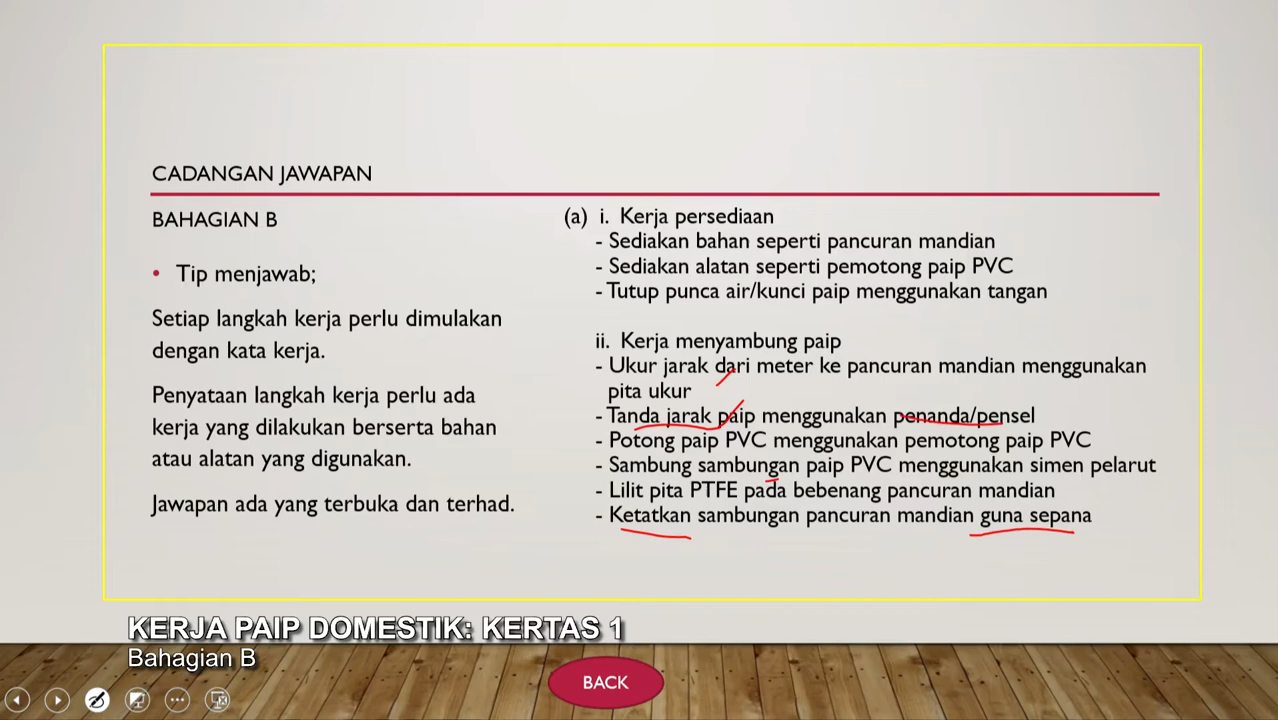 CADANGAN JAWAPAN
BAHAGIAN B
• Tip menjawab;
Setiap langkah kerja perlu dimulakan
dengan kata kerja.
Penyataan langkah kerja perlu ada
kerja yang dilakukan berserta bahan
atau alatan yang digunakan.
Jawapan ada yang terbuka dan terhad.
(a) i. Kerja persediaan
- Sediakan bahan seperti pancuran mandian
- Sediakan alatan seperti pemotong paip PVC
- Tutup punca air/kunci paip menggunakan tangan
ii. Kerja menyambung paip
- Ukur jarak dari meter ke pancuran mandian menggunakan
pita ukur
- Tanda jarak paip menggunakan penanda/pensel
- Potong paip PVC menggunakan pemotong paip PVC
- Sambung sambungan paip PVC menggunakan simen pelarut
- Lilit pita PTFE pada bebenang pancuran mandian
- Ketatkan sambungan pancuran mandian guna sepana
KERJA PAIP DOMESTIK: KERTAS 1
Bahagian B
BACK